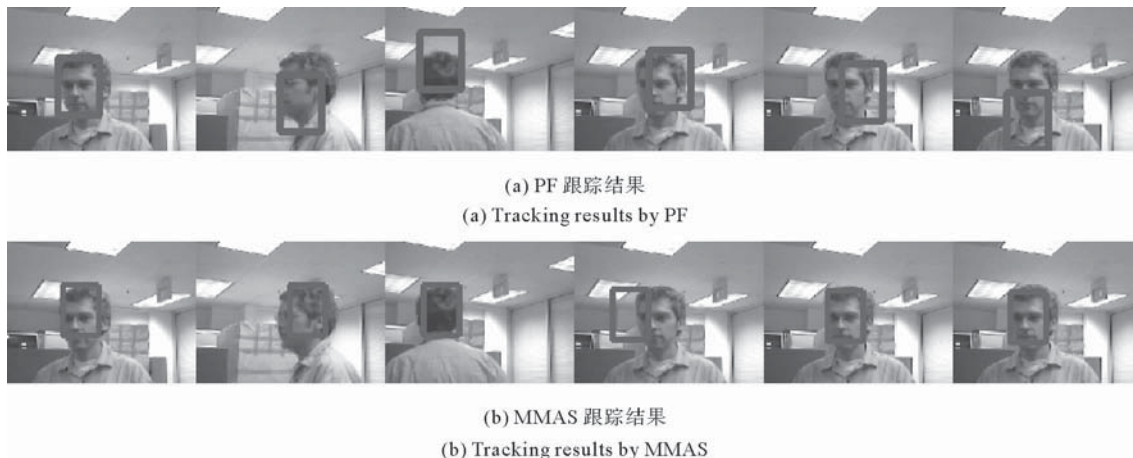 (a) PF 跟踪结果
(a) Tracking results by PF
(b) MMAS 跟踪结果
(b) Tracking results by MMAS